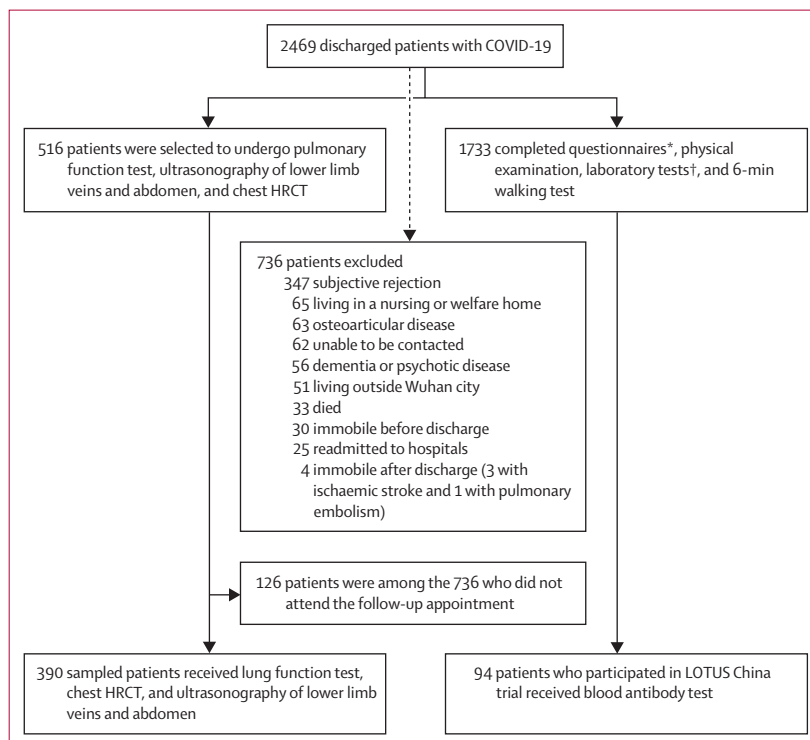 2469 discharged patients with COVID-19
516 patients were selected to undergo pulmonary
function test, ultrasonography of lower limb
veins and abdomen, and chest HRCT
1733 completed questionnaires*, physical
examination, laboratory tests†, and 6-min
walking test
736 patients excluded
347 subjective rejection
65 living in a nursing or welfare home
63 osteoarticular disease
62 unable to be contacted
56 dementia or psychotic disease
51 living outside Wuhan city
33 died
30 immobile before discharge
25 readmitted to hospitals
4 immobile after discharge (3 with
ischaemic stroke and 1 with pulmonary
embolism)
126 patients were among the 736 who did not
attend the follow-up appointment
390 sampled patients received lung function test,
chest HRCT, and ultrasonography of lower limb
veins and abdomen
94 patients who participated in LOTUS China
trial received blood antibody test